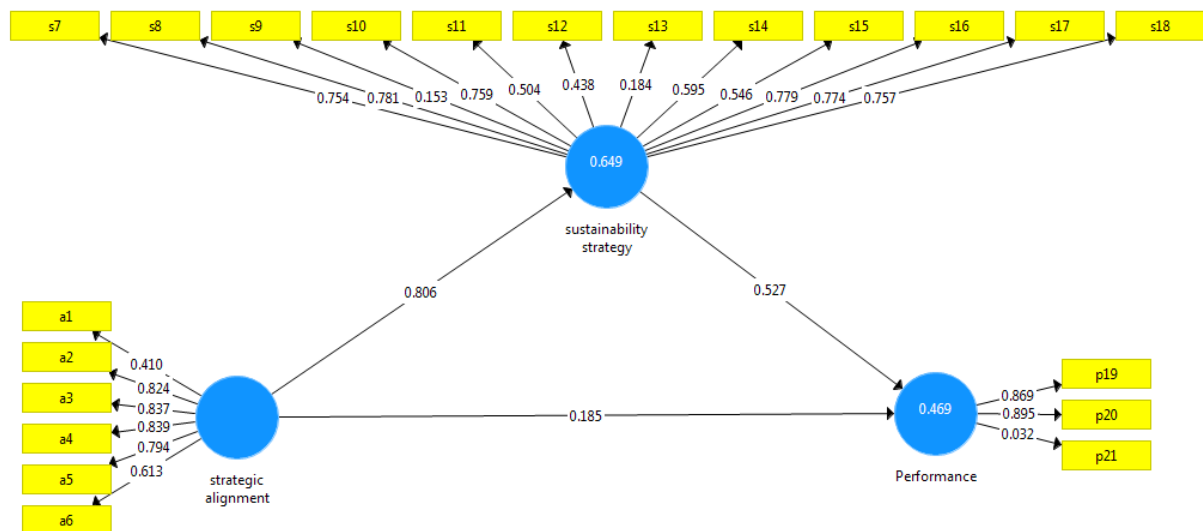 s7 s8 s9 s10 s11 s12 s13 s14 s15 s16 s17 s18
0.754 0.781 0.153 0.759 0.504 0.438 0.184 0.595 0.546 0.779 0.774 0.757
0.649
sustainability
strategy
0.806
0.527
a1
a2
a3
a4
a5
a6
0.410
0.824
0.837
0.839
0.794
0.613
strategic
alignment
0.185
0.469
Performance
0.869
0.895
0.032
p19
p20
p21